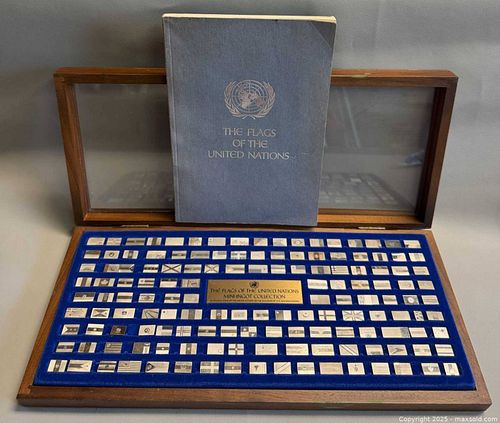 THE FLAGS
OF THE
UNITED NATIONS
THE FLAGS OF THE UNITED NATIONS
MINI-INGOT COLLECTION
Copyright © 2025 - maxsold.com